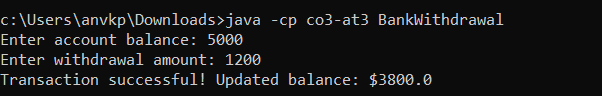 c:\Users\anvkp\Downloads>java -cp co3-at3 BankWithdrawal
Enter account balance: 5000
Enter withdrawal amount: 1200
Transaction successful! Updated balance: $3800.0